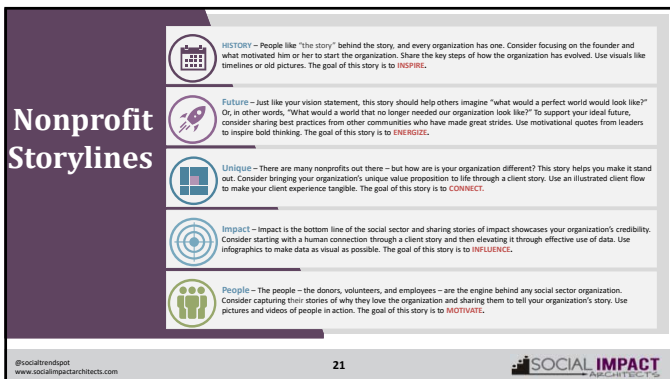 Nonprofit
Storylines
HISTORY – People like "the story" behind the story, and every organization has one. Consider focusing on the founder and
what motivated him or her to start the organization. Share the key steps of how the organization has evolved. Use visuals like
timelines or old pictures. The goal of this story is to INSPIRE.
Future – Just like your vision statement, this story should help others imagine "what would a perfect world would look like?"
Or, in other words, "What would a world that no longer needed our organization look like?" To support your ideal future,
consider sharing best practices from other communities who have made great strides. Use motivational quotes from leaders
to inspire bold thinking. The goal of this story is to ENERGIZE.
Unique – There are many nonprofits out there – but how are is your organization different? This story helps you make it stand
out. Consider bringing your organization's unique value proposition to life through a client story. Use an illustrated client flow
to make your client experience tangible. The goal of this story is to CONNECT.
Impact – Impact is the bottom line of the social sector and sharing stories of impact showcases your organization's credibility.
Consider starting with a human connection through a client story and then elevating it through effective use of data. Use
infographics to make data as visual as possible. The goal of this story is to INFLUENCE.
People – The people – the donors, volunteers, and employees – are the engine behind any social sector organization.
Consider capturing their stories of why they love the organization and sharing them to tell your organization's story. Use
pictures and videos of people in action. The goal of this story is to MOTIVATE.
@socialtrendspot
www.socialimpactarchitects.com
21
SOCIAL IMPACT
ARCHITECTS